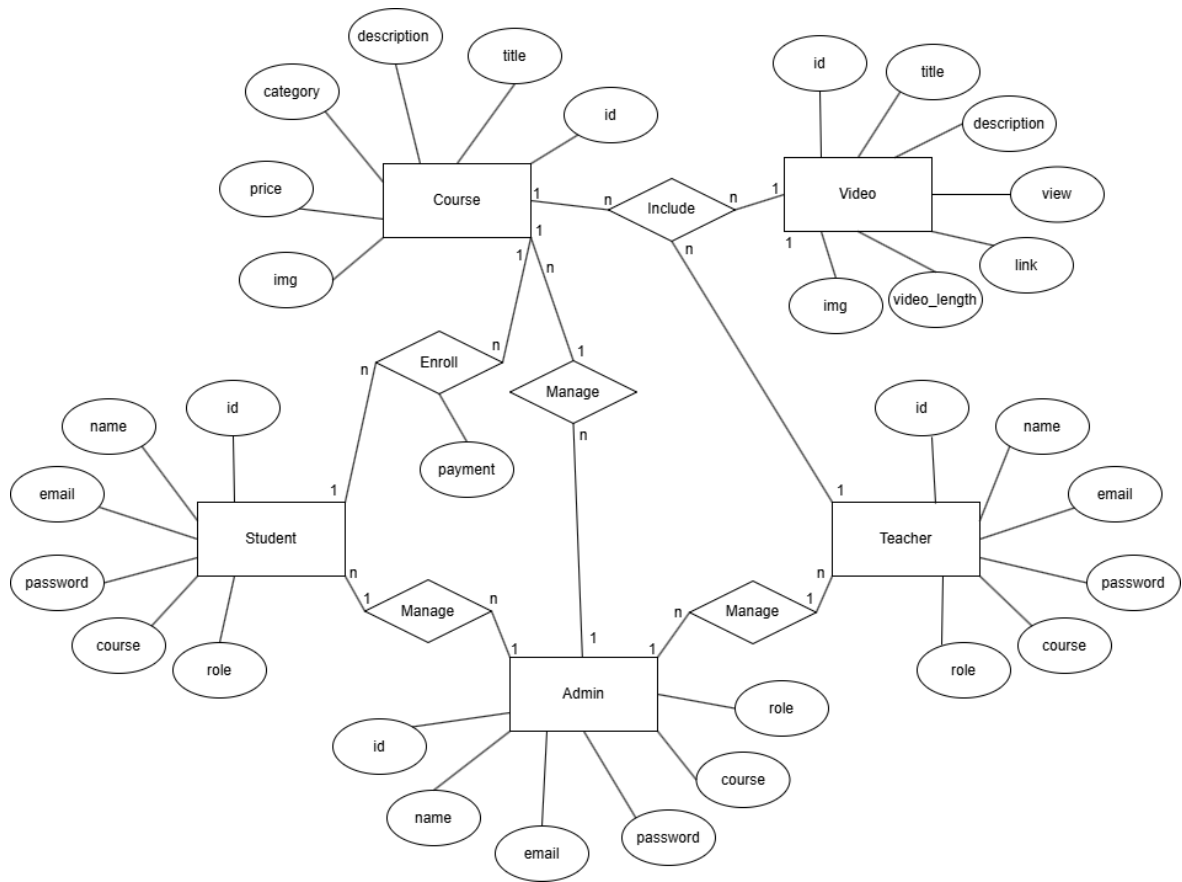 description
title
id
title
category
id
description
price
Course
1
n
Include
n
1
Video
view
1
1
n
1
img
n
link
img
video_length
n
Enroll
n
1
Manage
n
id
name
payment
id
name
email
1
1
email
Student
Teacher
password
n
1
Manage
n
n
Manage
1
n
password
course
role
1
1
1
role
course
Admin
role
id
course
name
password
email